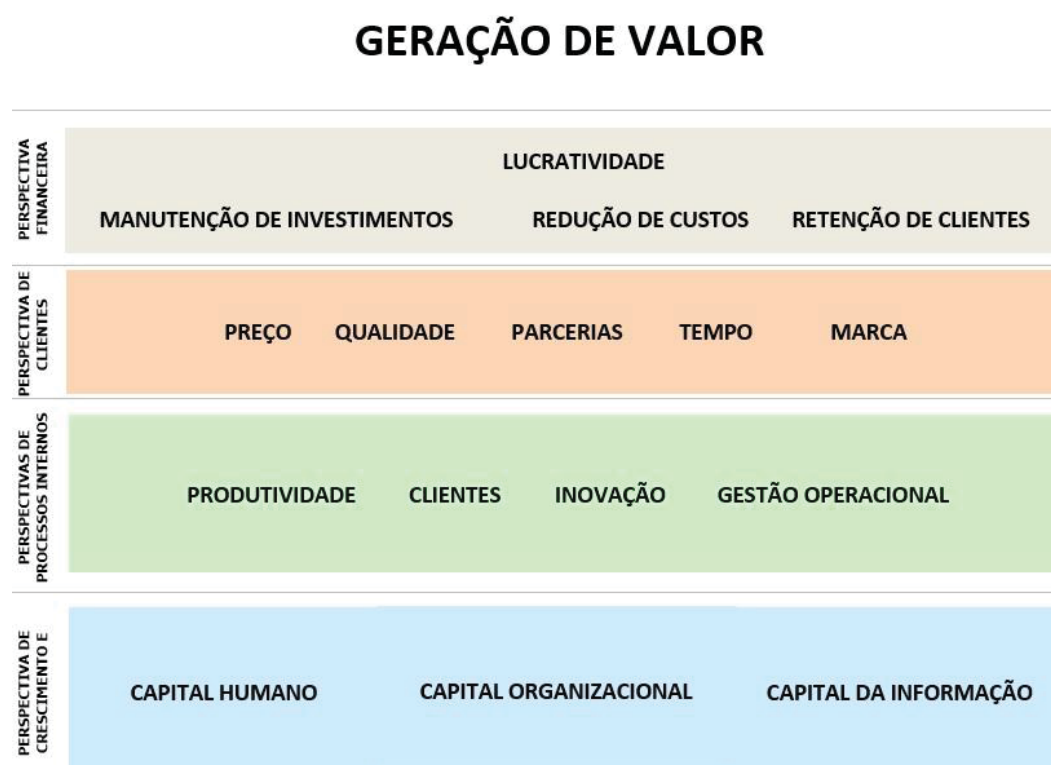 GERAÇÃO DE VALOR
PERSPECTIVA
FINANCEIRA
LUCRATIVIDADE
MANUTENÇÃO DE INVESTIMENTOS REDUÇÃO DE CUSTOS RETENÇÃO DE CLIENTES
PERSPECTIVA DE
CLIENTES
PREÇO QUALIDADE PARCERIAS TEMPO MARCA
PERSPECTIVAS DE
PROCESSOS INTERNOS
PRODUTIVIDADE CLIENTES INOVAÇÃO GESTÃO OPERACIONAL
PERSPECTIVA DE
CRESCIMENTO E
CAPITAL HUMANO CAPITAL ORGANIZACIONAL CAPITAL DA INFORMAÇÃO